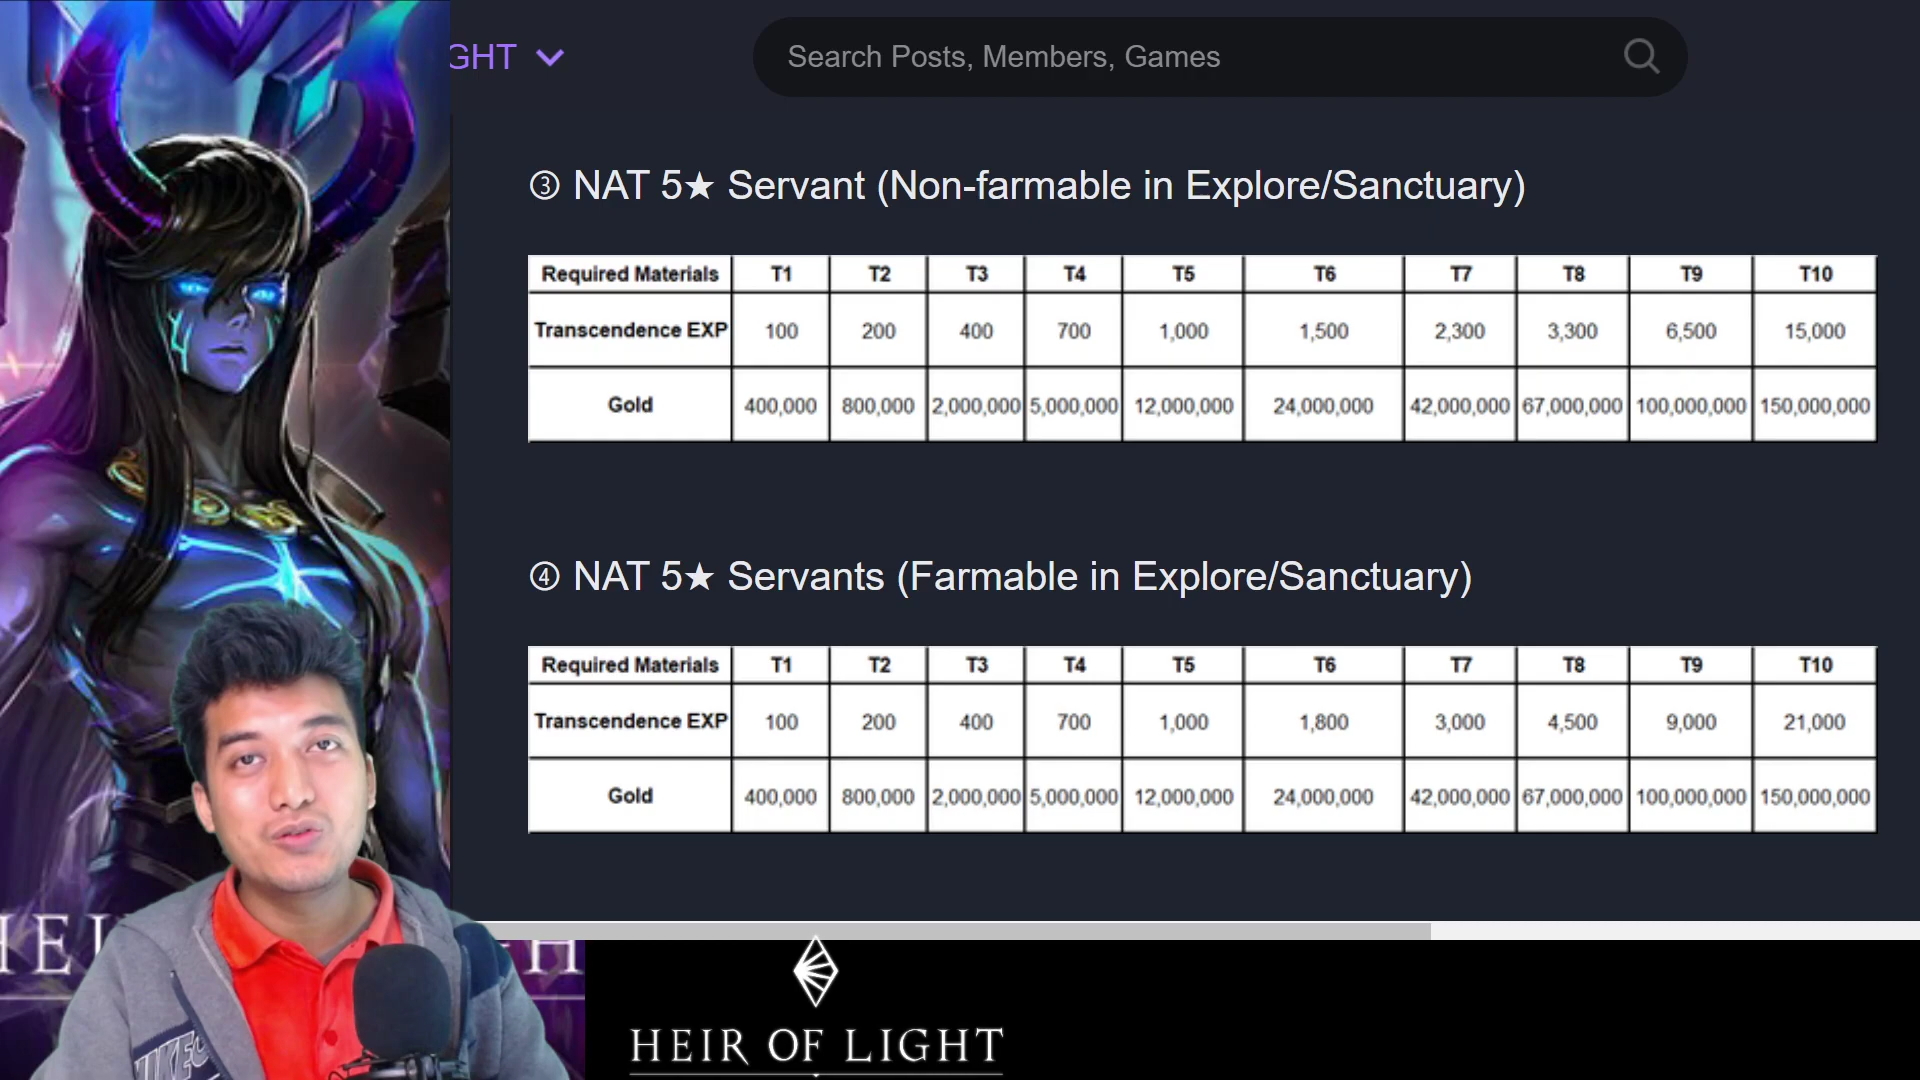 GHT
Search Posts, Members, Games
③ NAT 5★ Servant (Non-farmable in Explore/Sanctuary)
Required Materials T1 T2 T3 T4 T5 T6 T7 T8 T9 T10
Transcendence EXP 100 200 400 700 1,000 1,500 2,300 3,300 6,500 15,000
Gold 400,000 800,000 2,000,000 5,000,000 12,000,000 24,000,000 42,000,000 67,000,000 100,000,000 150,000,000
④ NAT 5★ Servants (Farmable in Explore/Sanctuary)
Required Materials T1 T2 T3 T4 T5 T6 T7 T8 T9 T10
Transcendence EXP 100 200 400 700 1,000 1,800 3,000 4,500 9,000 21,000
Gold 400,000 800,000 2,000,000 5,000,000 12,000,000 24,000,000 42,000,000 67,000,000 100,000,000 150,000,000
HEI H
NIKE
HEIR OF LIGHT